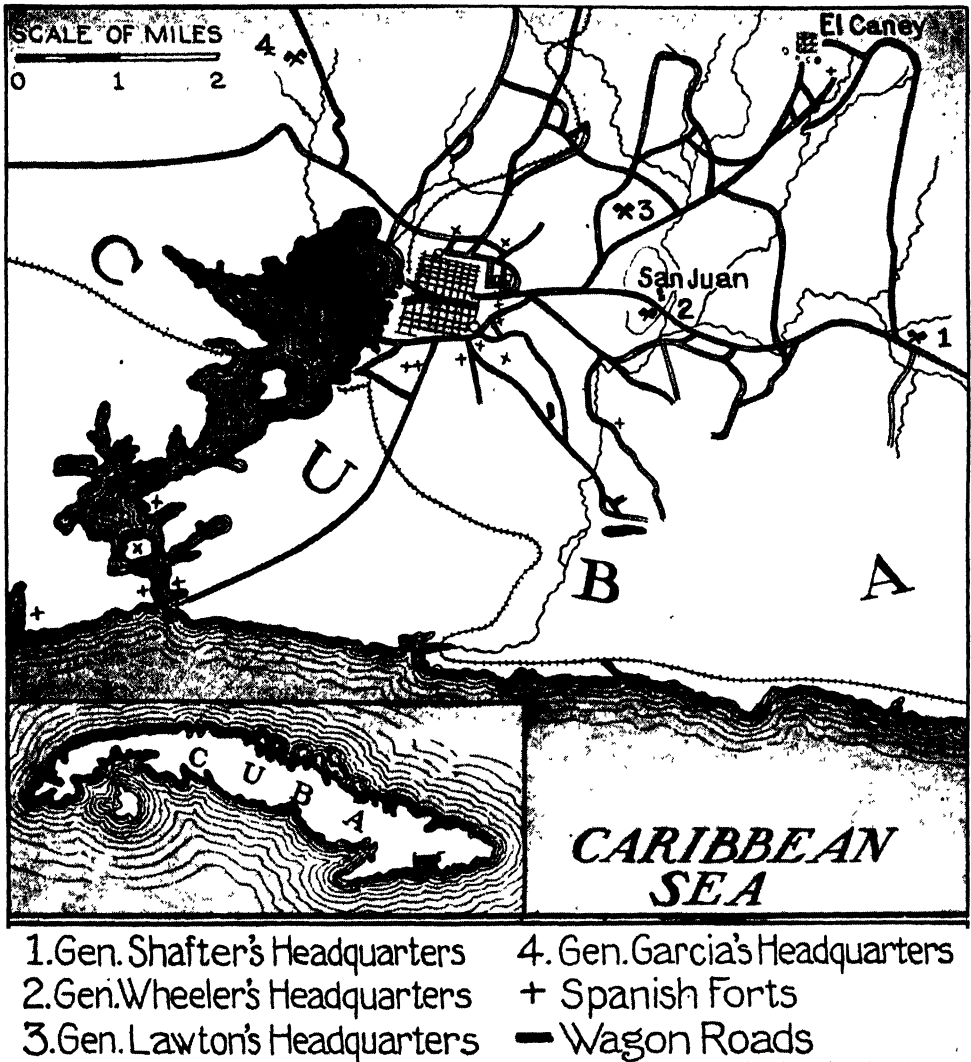 SCALE OF MILES
0 1 2
4
El Caney
3
San Juan
2
1
C
U
B
A
CUBA
CARIBBEAN
SEA
1. Gen. Shafter's Headquarters
2. Gen. Wheeler's Headquarters
3. Gen. Lawton's Headquarters
4. Gen. Garcia's Headquarters
+ Spanish Forts
Wagon Roads